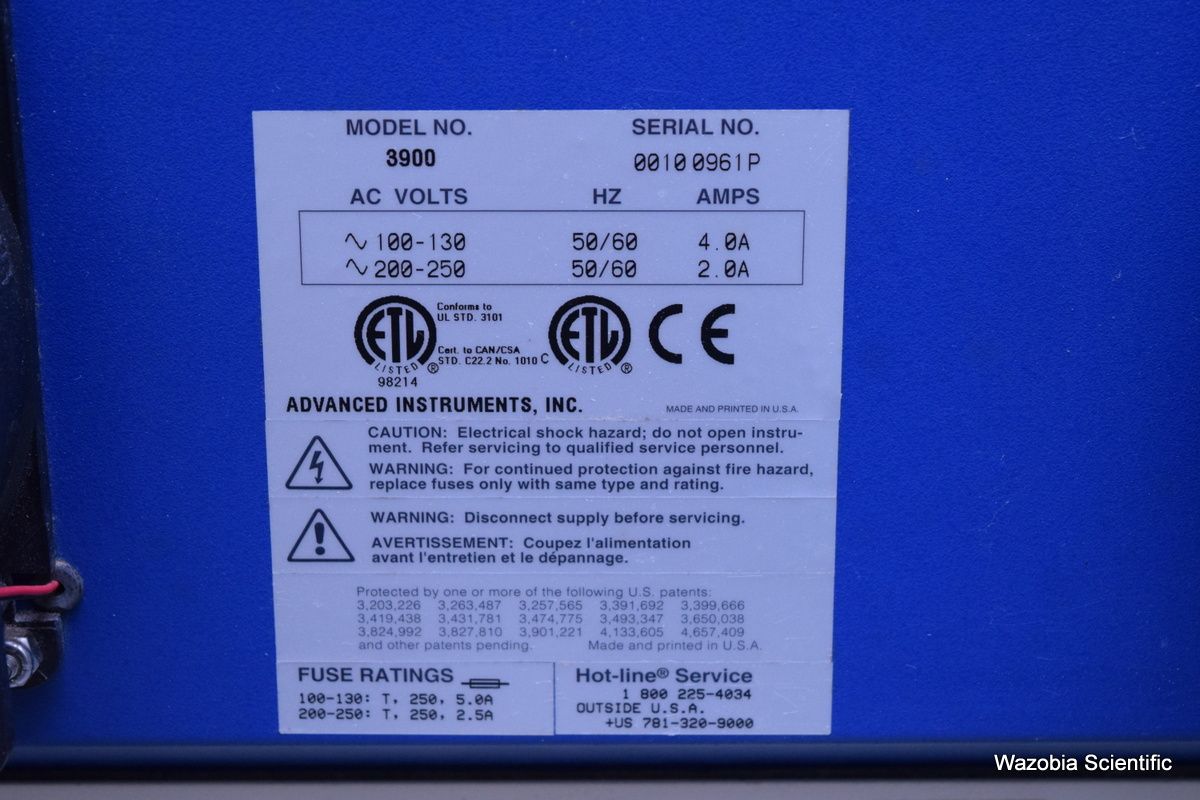 MODEL NO. SERIAL NO.
3900 00100961P
AC VOLTS HZ AMPS
∿ 100-130 50/60 4.0A
∿ 200-250 50/60 2.0A
ETL LISTED ® 98214
Conforms to
UL STD. 3101
Cert. to CAN/CSA
STD. C22.2 No. 1010
C ETL LISTED ® CE
ADVANCED INSTRUMENTS, INC. MADE AND PRINTED IN U.S.A.
CAUTION: Electrical shock hazard; do not open instru-
ment. Refer servicing to qualified service personnel.
WARNING: For continued protection against fire hazard,
replace fuses only with same type and rating.
WARNING: Disconnect supply before servicing.
AVERTISSEMENT: Coupez l'alimentation
avant l'entretien et le dépannage.
Protected by one or more of the following U.S. patents:
3,203,226 3,263,487 3,257,565 3,391,692 3,399,666
3,419,438 3,431,781 3,474,775 3,493,347 3,650,038
3,824,992 3,827,810 3,901,221 4,133,605 4,657,409
and other patents pending. Made and printed in U.S.A.
FUSE RATINGS
100-130: T, 250, 5.0A
200-250: T, 250, 2.5A
Hot-line® Service
1 800 225-4034
OUTSIDE U.S.A.
+US 781-320-9000
Wazobia Scientific